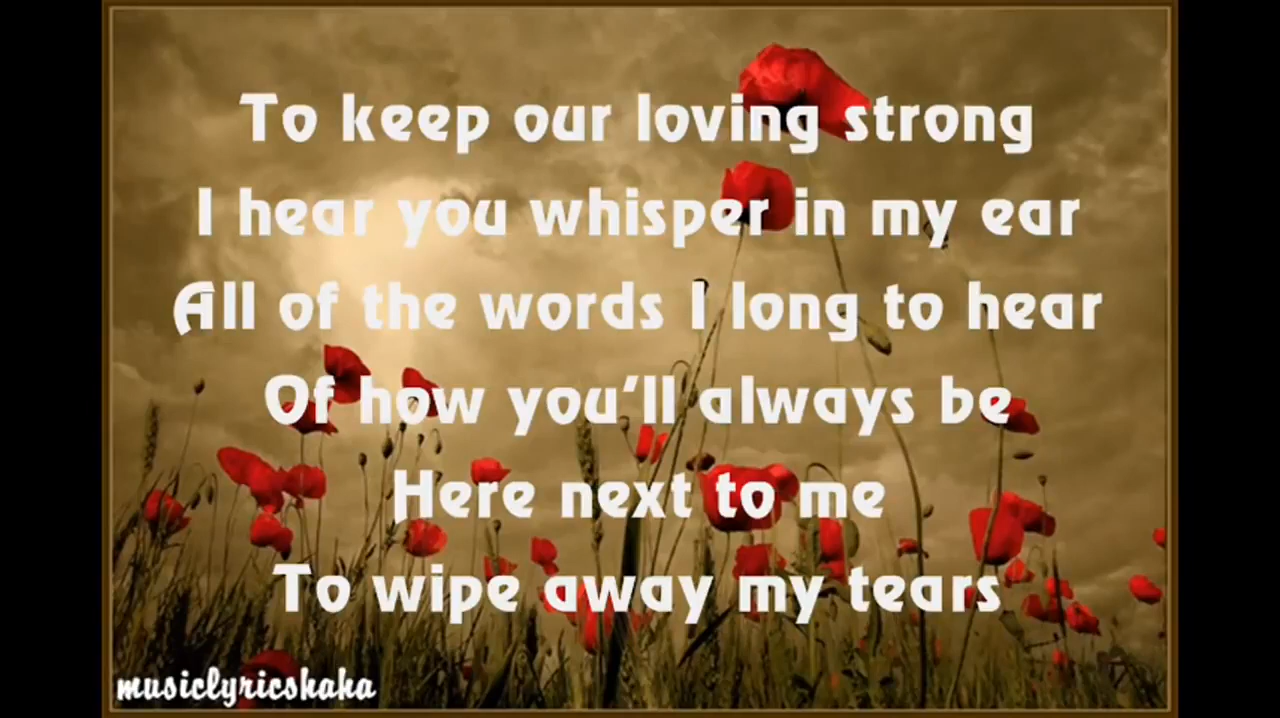 To keep our loving strong
I hear you whisper in my ear
All of the words I long to hear
Of how you'll always be
Here next to me
To wipe away my tears
musiclyricshaha